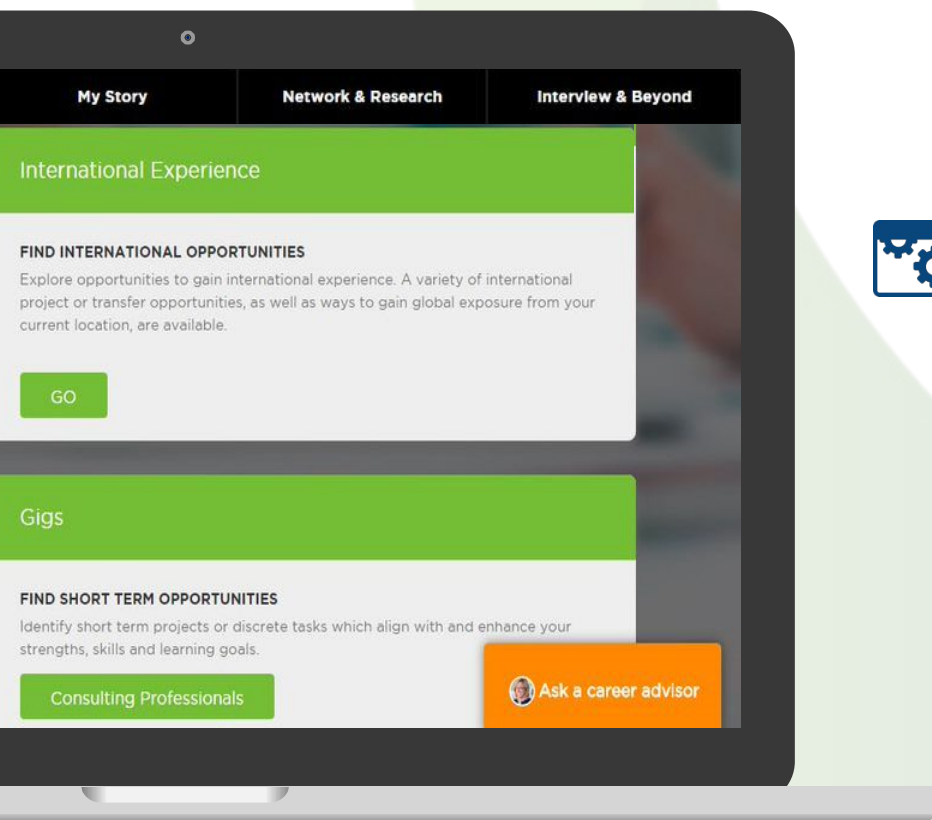 My Story
Network & Research
Interview & Beyond
International Experience
FIND INTERNATIONAL OPPORTUNITIES
Explore opportunities to gain international experience. A variety of international
project or transfer opportunities, as well as ways to gain global exposure from your
current location, are available.
GO
Gigs
FIND SHORT TERM OPPORTUNITIES
Identify short term projects or discrete tasks which align with and enhance your
strengths, skills and learning goals.
Consulting Professionals
Ask a career advisor